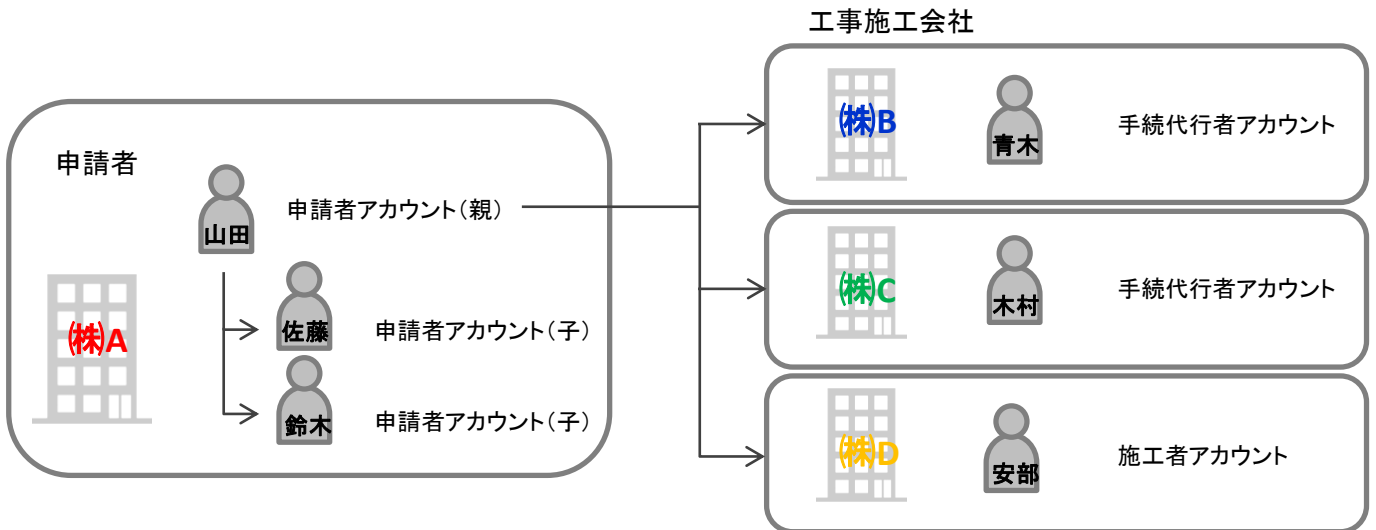 工事施工会社
申請者
山田
申請者アカウント(親)
㈱A
佐藤
申請者アカウント(子)
鈴木
申請者アカウント(子)
㈱B
青木
手続代行者アカウント
㈱C
木村
手続代行者アカウント
㈱D
安部
施工者アカウント